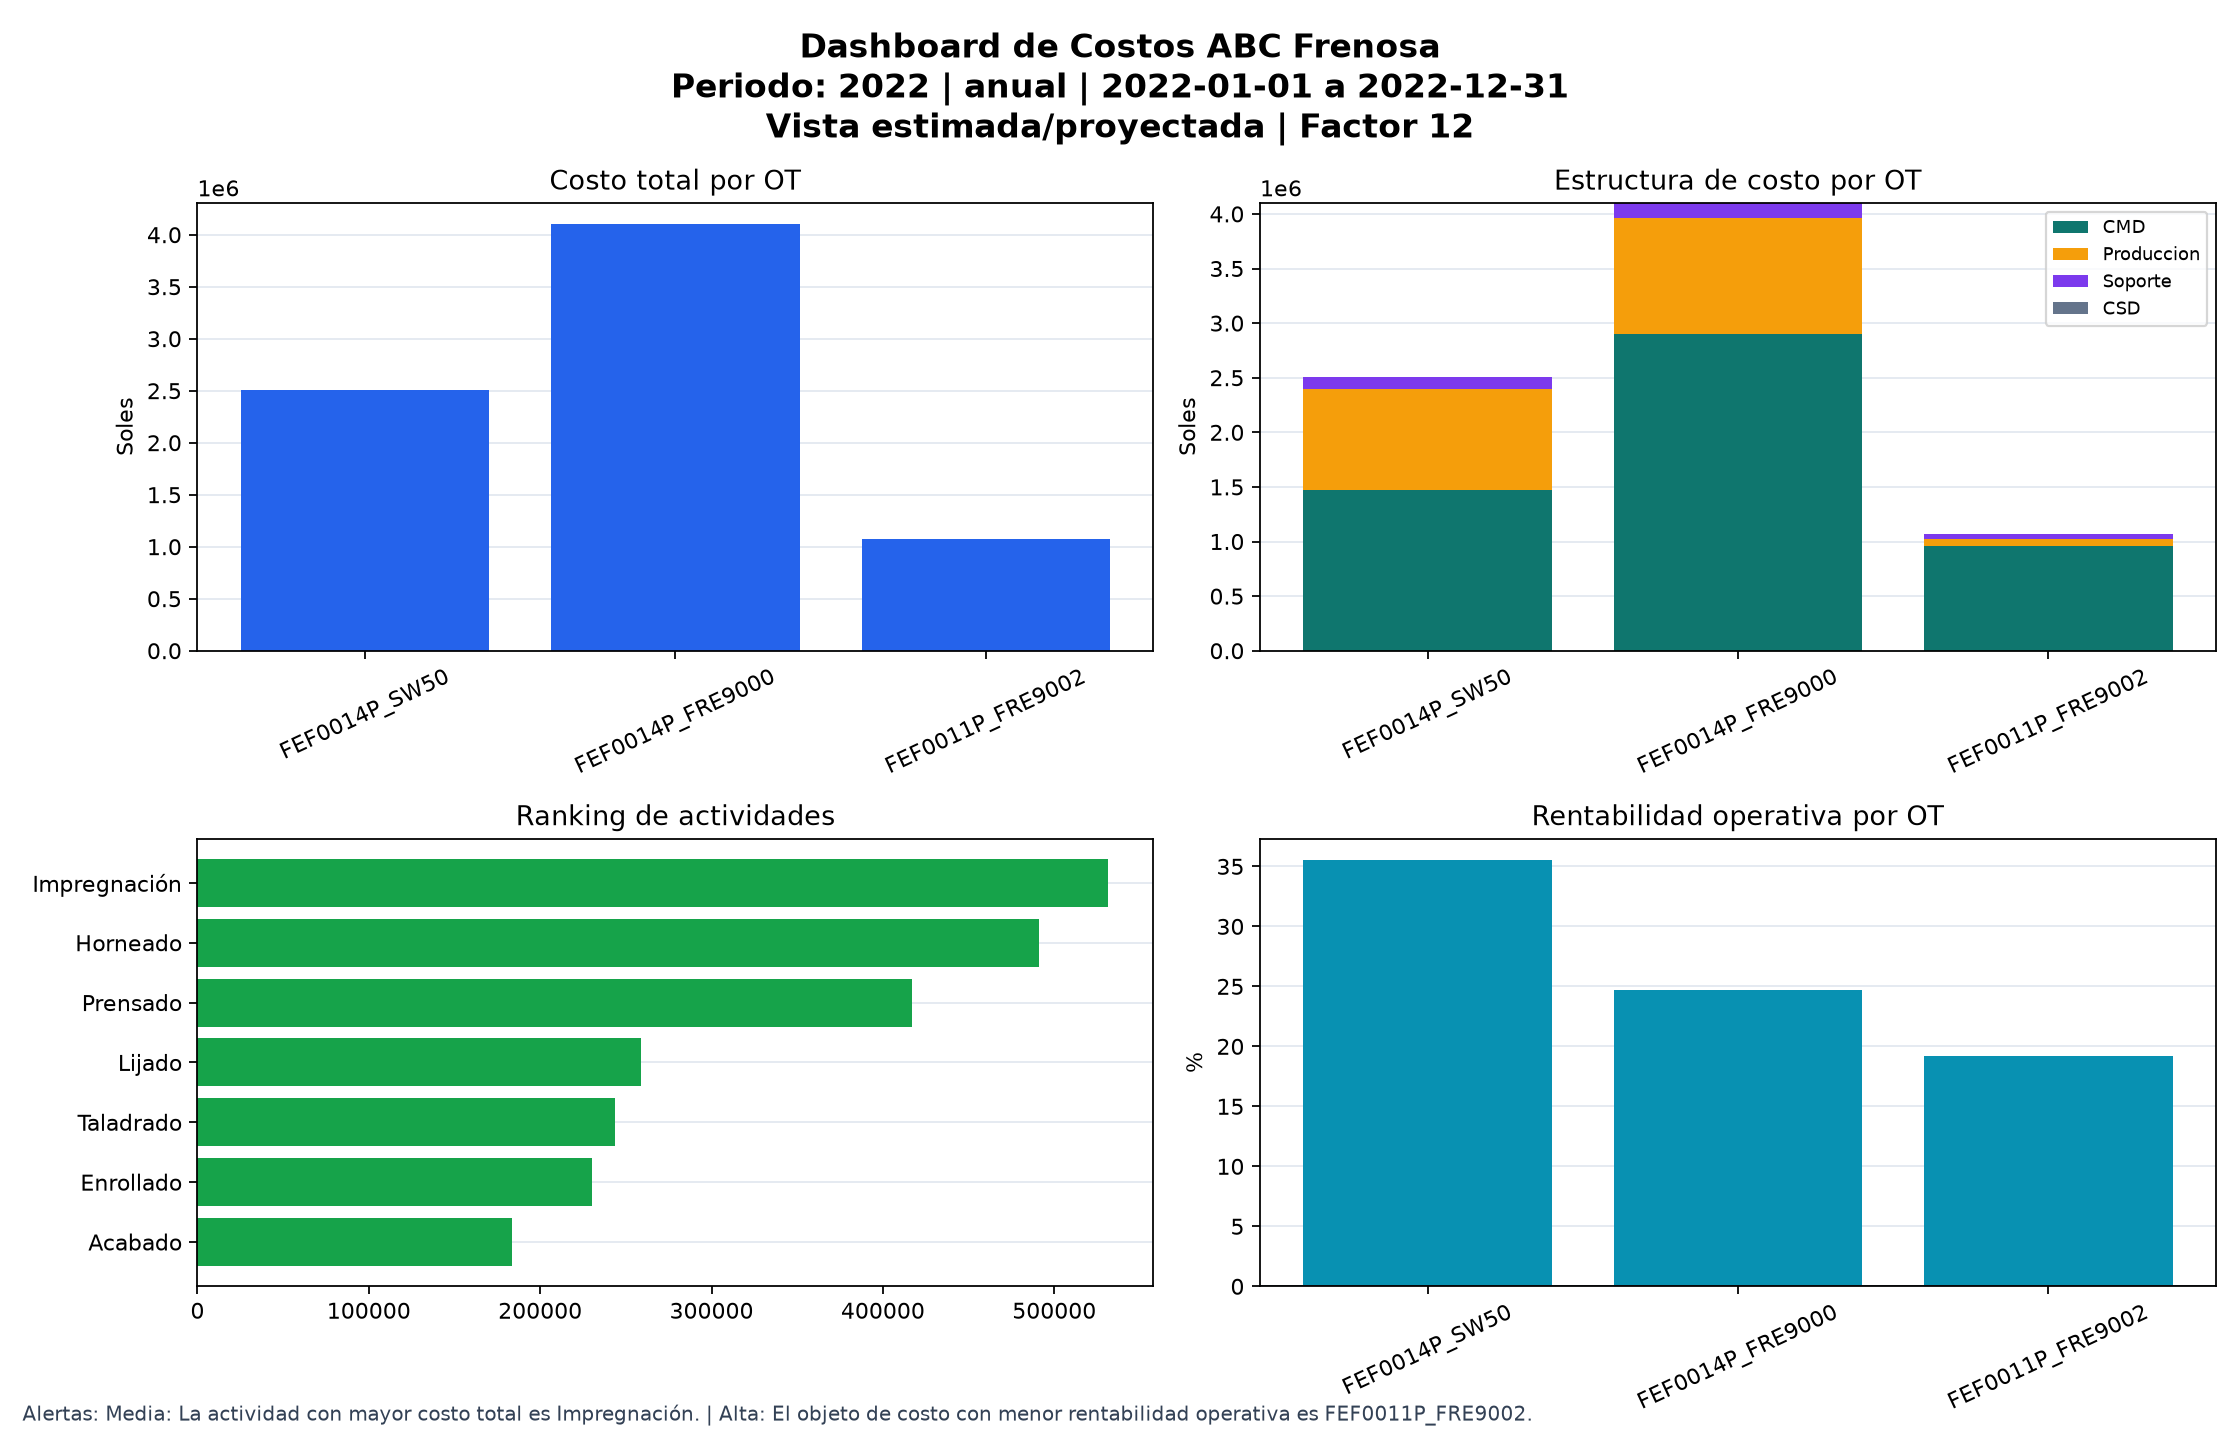 Dashboard de Costos ABC Frenosa
Periodo: 2022 | anual | 2022-01-01 a 2022-12-31
Vista estimada/proyectada | Factor 12
Costo total por OT
1e6
Soles
4.0
3.5
3.0
2.5
2.0
1.5
1.0
0.5
0.0
FEF0014P_SW50
FEF0014P_FRE9000
FEF0011P_FRE9002
Estructura de costo por OT
1e6
Soles
4.0
3.5
3.0
2.5
2.0
1.5
1.0
0.5
0.0
CMD
Produccion
Soporte
CSD
FEF0014P_SW50
FEF0014P_FRE9000
FEF0011P_FRE9002
Ranking de actividades
Impregnación
Horneado
Prensado
Lijado
Taladrado
Enrollado
Acabado
0
100000
200000
300000
400000
500000
Rentabilidad operativa por OT
%
35
30
25
20
15
10
5
0
FEF0014P_SW50
FEF0014P_FRE9000
FEF0011P_FRE9002
Alertas: Media: La actividad con mayor costo total es Impregnación. | Alta: El objeto de costo con menor rentabilidad operativa es FEF0011P_FRE9002.